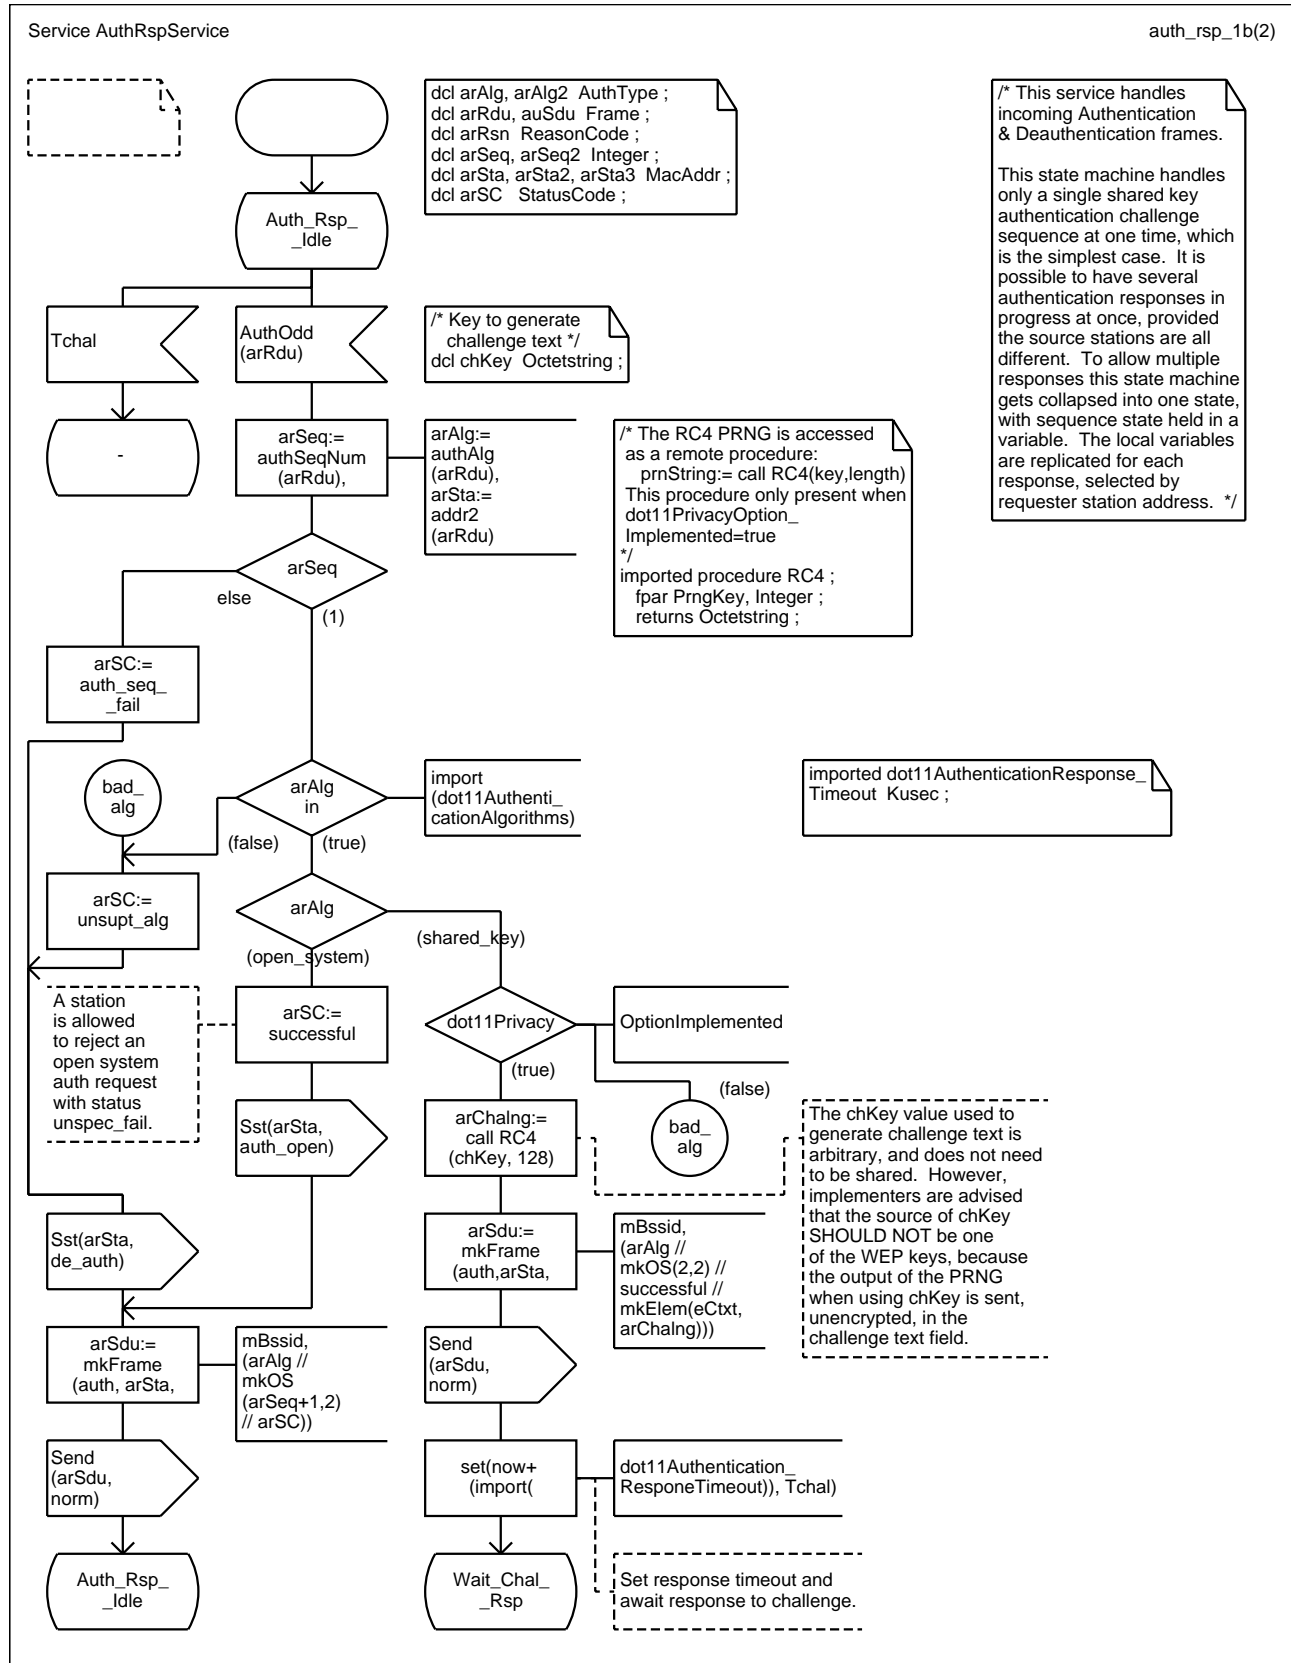 Service AuthRspService
auth_rsp_1b(2)
dcl arAlg, arAlg2  AuthType ;
dcl arRdu, auSdu  Frame ;
dcl arRsn  ReasonCode ;
dcl arSeq, arSeq2  Integer ;
dcl arSta, arSta2, arSta3  MacAddr ;
dcl arSC   StatusCode ;
/* This service handles
incoming Authentication
& Deauthentication frames.
This state machine handles
only a single shared key
authentication challenge
sequence at one time, which
is the simplest case.  It is
possible to have several
authentication responses in
progress at once, provided
the source stations are all
different.  To allow multiple
responses this state machine
gets collapsed into one state,
with sequence state held in a
variable.  The local variables
are replicated for each
response, selected by
requester station address.  */
Auth_Rsp_
_Idle
Tchal
AuthOdd
(arRdu)
/* Key to generate
challenge text */
dcl chKey  Octetstring ;
-
arSeq:=
authSeqNum
(arRdu),
arAlg:=
authAlg
(arRdu),
arSta:=
addr2
(arRdu)
/* The RC4 PRNG is accessed
as a remote procedure:
prnString:= call RC4(key,length)
This procedure only present when
dot11PrivacyOption_
Implemented=true
*/
imported procedure RC4 ;
fpar PrngKey, Integer ;
returns Octetstring ;
arSeq
else
(1)
arSC:=
auth_seq_
_fail
bad_
alg
arAlg
in
import
(dot11Authenti_
cationAlgorithms)
imported dot11AuthenticationResponse_
Timeout  Kusec ;
(false)
(true)
arSC:=
unsupt_alg
arAlg
(shared_key)
(open_system)
A station
is allowed
to reject an
open system
auth request
with status
unspec_fail.
arSC:=
successful
dot11Privacy
OptionImplemented
(true)
(false)
Sst(arSta,
auth_open)
arChalng:=
call RC4
(chKey, 128)
bad_
alg
The chKey value used to
generate challenge text is
arbitrary, and does not need
to be shared.  However,
implementers are advised
that the source of chKey
SHOULD NOT be one
of the WEP keys, because
the output of the PRNG
when using chKey is sent,
unencrypted, in the
challenge text field.
Sst(arSta,
de_auth)
arSdu:=
mkFrame
(auth,arSta,
mBssid,
(arAlg //
mkOS(2,2) //
successful //
mkElem(eCtxt,
arChalng)))
arSdu:=
mkFrame
(auth, arSta,
mBssid,
(arAlg //
mkOS
(arSeq+1,2)
// arSC))
Send
(arSdu,
norm)
Send
(arSdu,
norm)
set(now+
(import(
dot11Authentication_
ResponeTimeout)), Tchal)
Auth_Rsp_
_Idle
Wait_Chal_
_Rsp
Set response timeout and
await response to challenge.